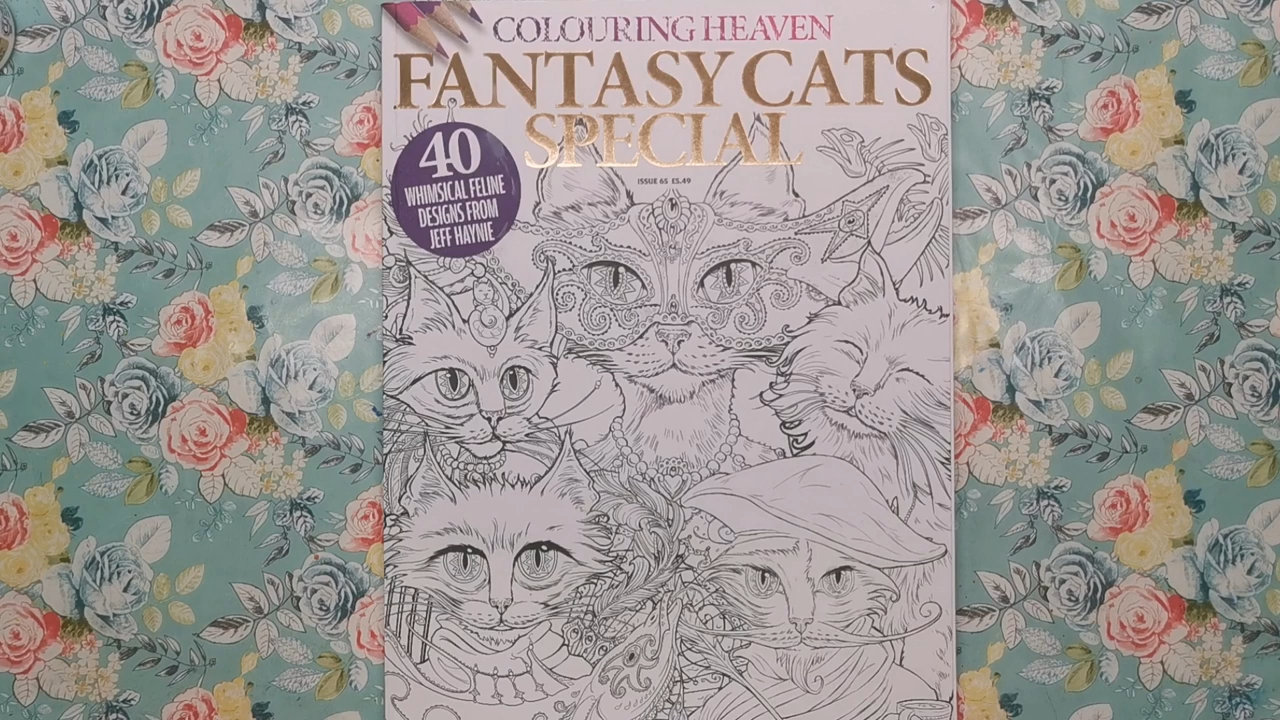 COLOURING HEAVEN
FANTASY CATS
SPECIAL
ISSUE 65 £5.49
40
WHIMSICAL FELINE
DESIGNS FROM
JEFF HAYNIE